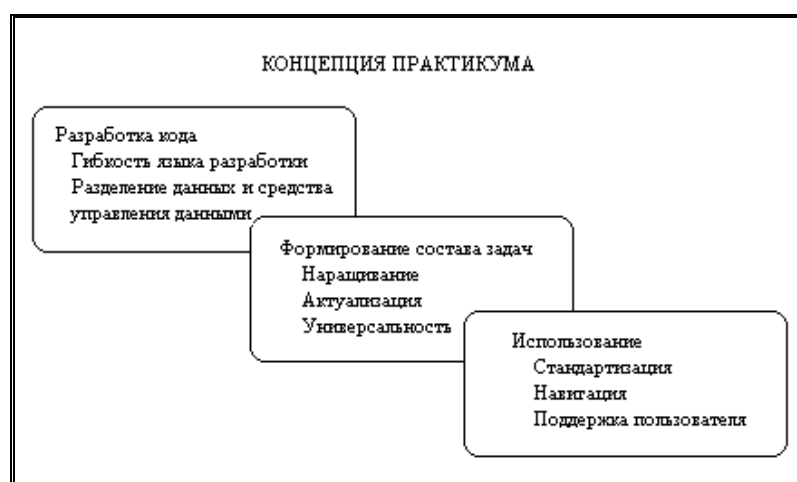 КОНЦЕПЦИЯ ПРАКТИКУМА
Разработка кода
Гибкость языка разработки
Разделение данных и средства
управления данными
Формирование состава задач
Наращивание
Актуализация
Универсальность
Использование
Стандартизация
Навигация
Поддержка пользователя